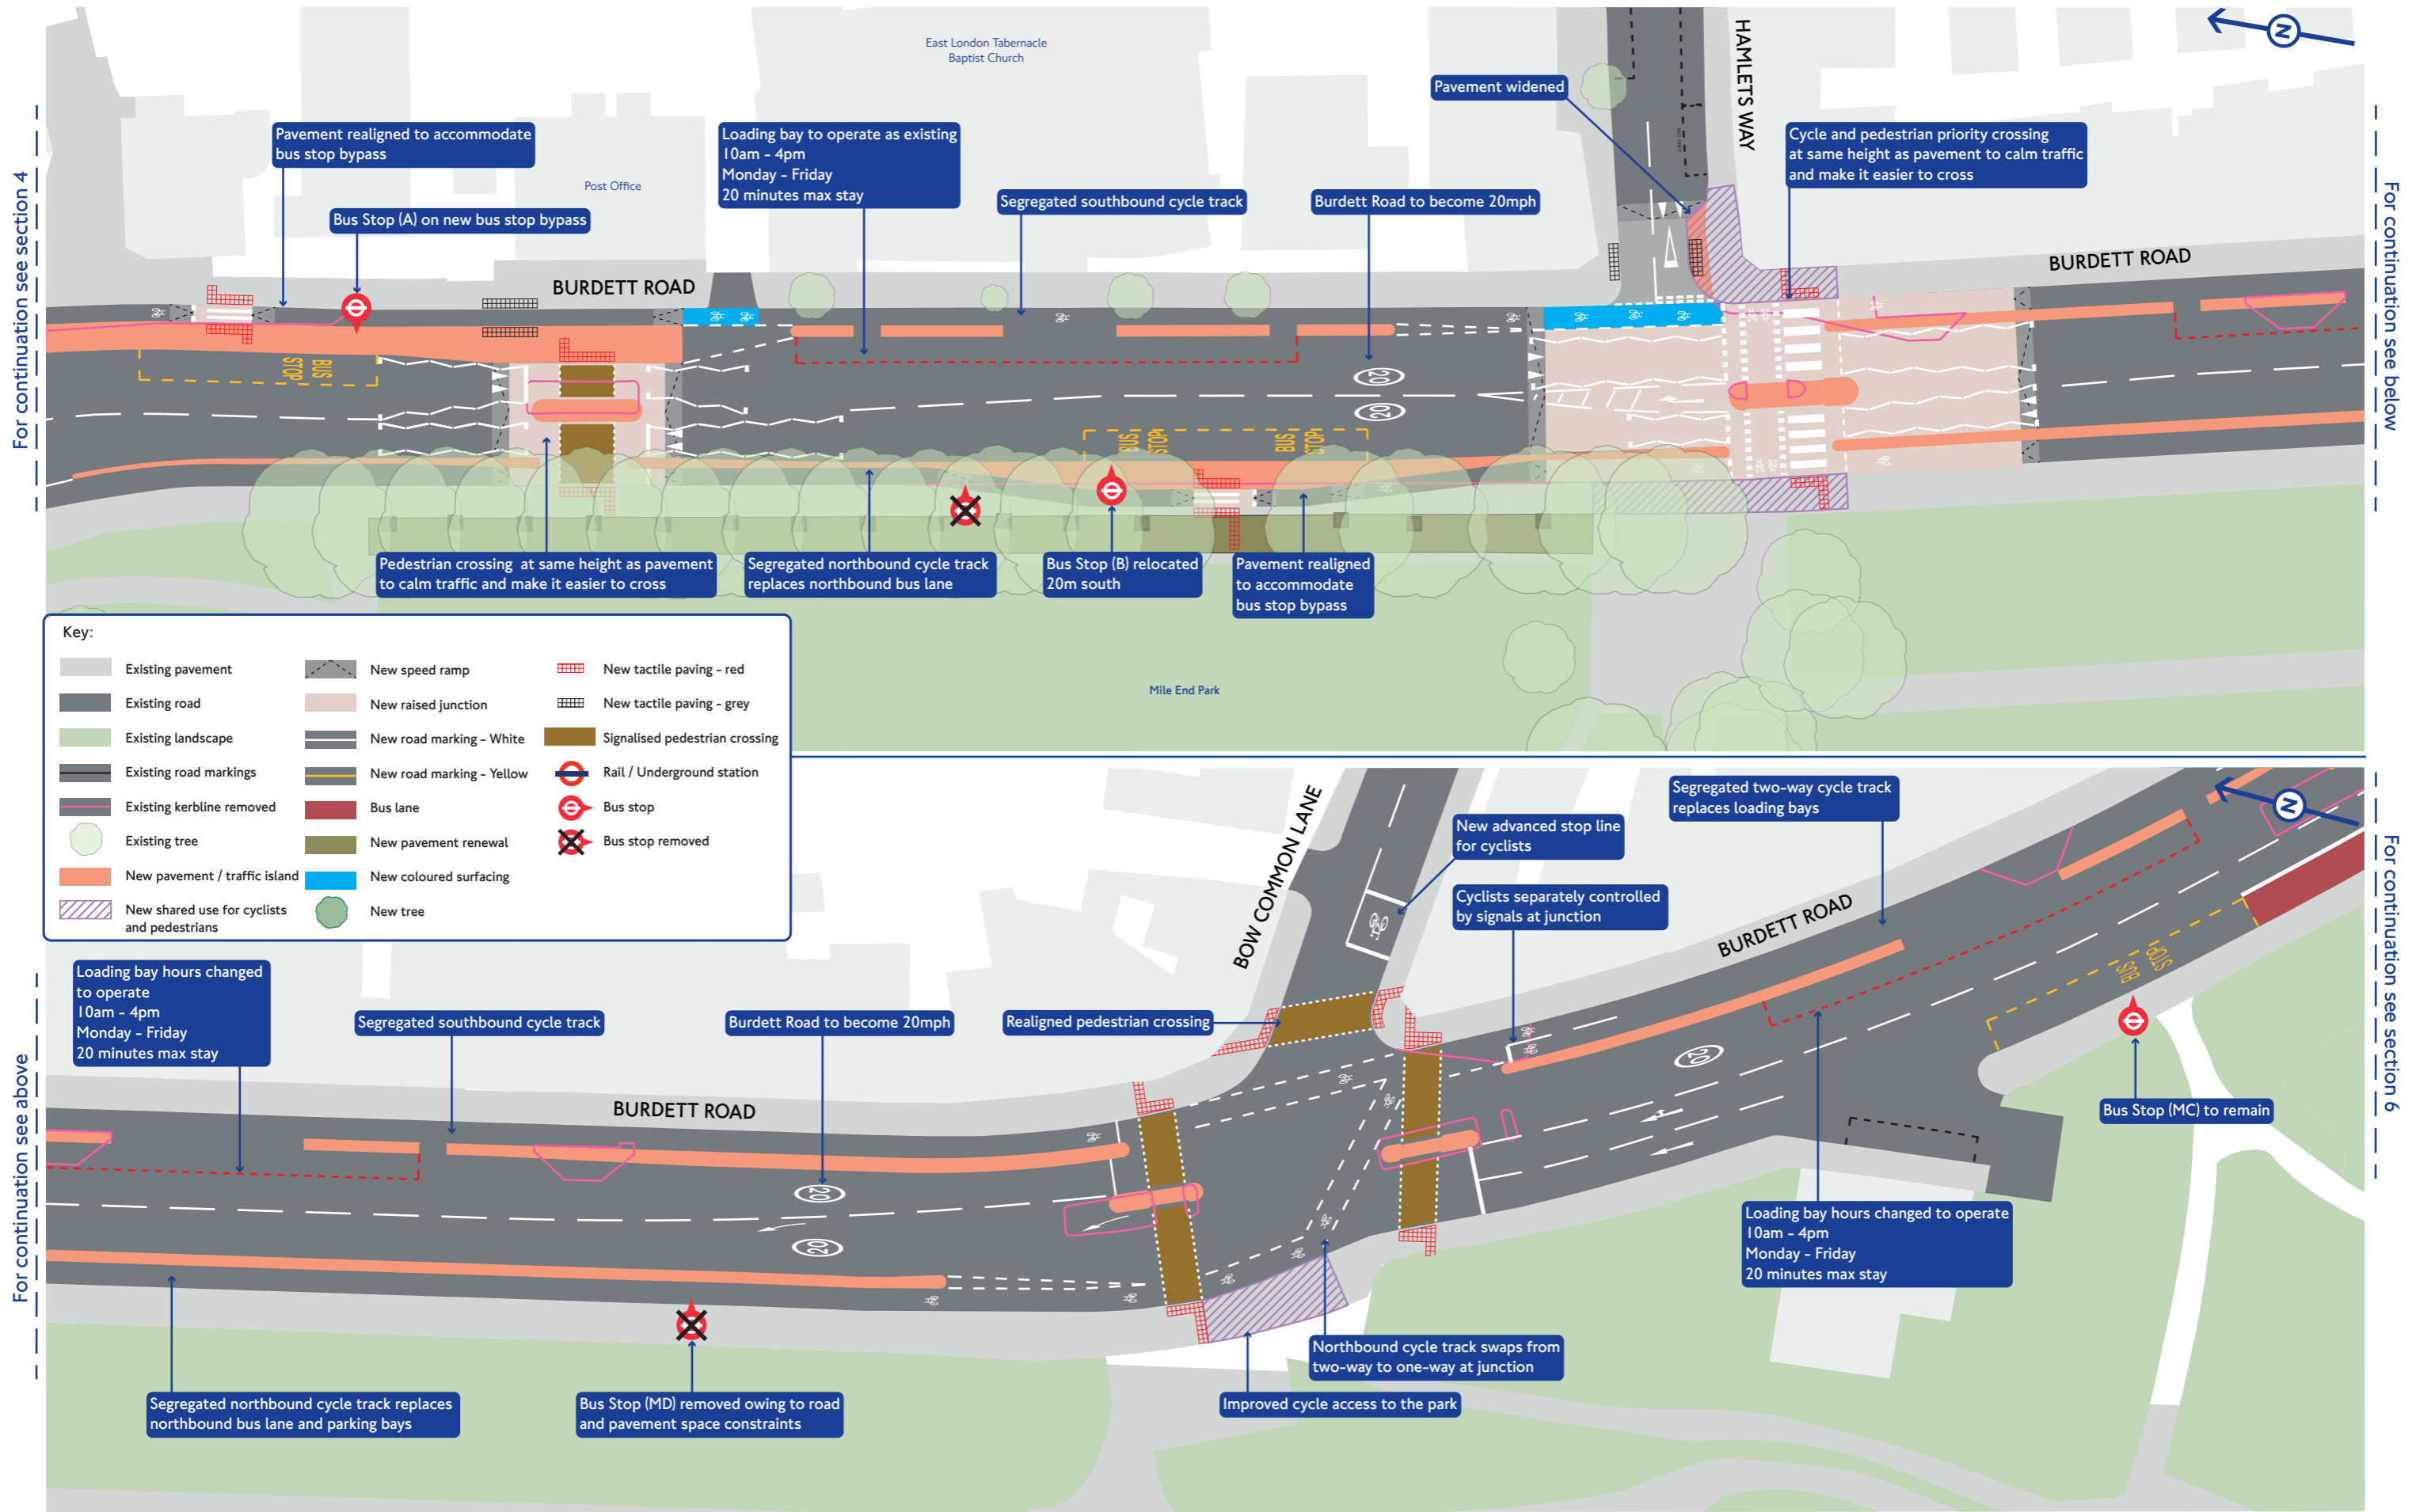 East London Tabernacle
Baptist Church
HAMLETS WAY
N
Pavement widened
Pavement realigned to accommodate
bus stop bypass
Loading bay to operate as existing
10am - 4pm
Monday - Friday
20 minutes max stay
Cycle and pedestrian priority crossing
at same height as pavement to calm traffic
and make it easier to cross
For continuation see section 4
Post Office
Segregated southbound cycle track
Burdett Road to become 20mph
For continuation see below
Bus Stop (A) on new bus stop bypass
BURDETT ROAD
BURDETT ROAD
BUS
STOP
20
20
BUS
STOP
BUS
STOP
Pedestrian crossing at same height as pavement
to calm traffic and make it easier to cross
Segregated northbound cycle track
replaces northbound bus lane
Bus Stop (B) relocated
20m south
Pavement realigned
to accommodate
bus stop bypass
Mile End Park
Key:
Existing pavement
Existing road
Existing landscape
Existing road markings
Existing kerbline removed
Existing tree
New pavement / traffic island
New shared use for cyclists
and pedestrians
New speed ramp
New raised junction
New road marking - White
New road marking - Yellow
Bus lane
New pavement renewal
New coloured surfacing
New tree
New tactile paving - red
New tactile paving - grey
Signalised pedestrian crossing
Rail / Underground station
Bus stop
Bus stop removed
BOW COMMON LANE
Segregated two-way cycle track
replaces loading bays
N
New advanced stop line
for cyclists
Cyclists separately controlled
by signals at junction
BURDETT ROAD
For continuation see section 6
Loading bay hours changed
to operate
10am - 4pm
Monday - Friday
20 minutes max stay
Segregated southbound cycle track
Burdett Road to become 20mph
Realigned pedestrian crossing
BUS
STOP
20
For continuation see above
BURDETT ROAD
Bus Stop (MC) to remain
20
20
Loading bay hours changed to operate
10am - 4pm
Monday - Friday
20 minutes max stay
Northbound cycle track swaps from
two-way to one-way at junction
Segregated northbound cycle track replaces
northbound bus lane and parking bays
Bus Stop (MD) removed owing to road
and pavement space constraints
Improved cycle access to the park